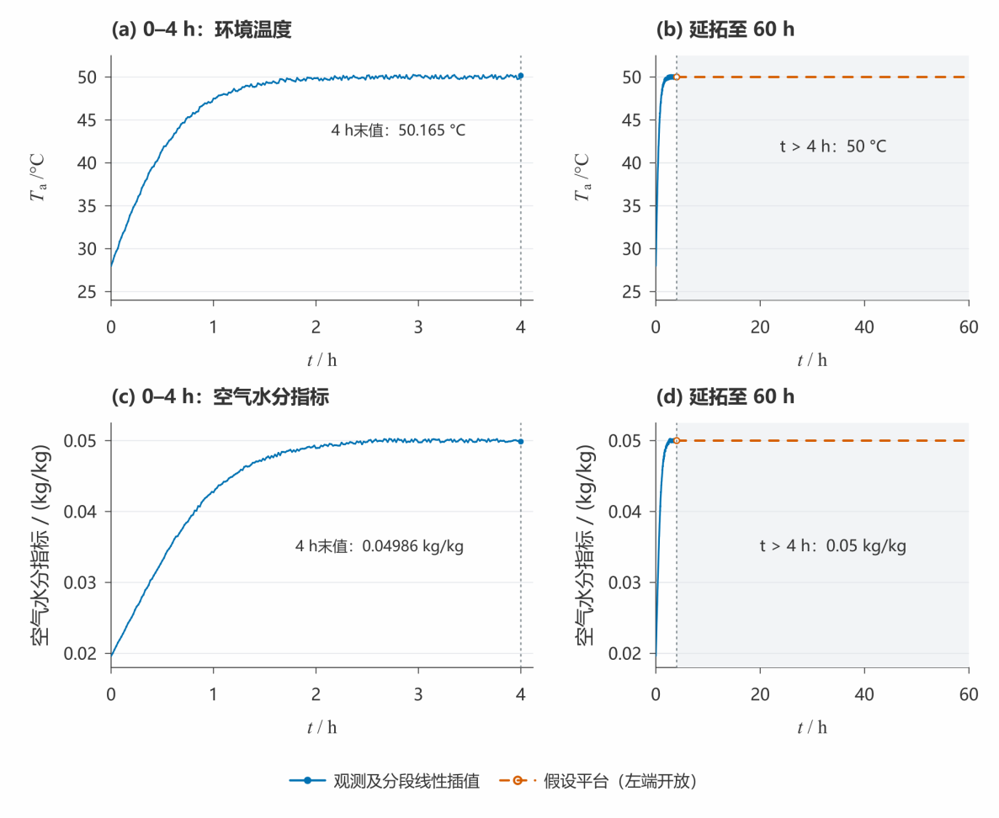 (a) 0–4 h：环境温度
50
45
40
35
30
25
T_a /°C
4 h末值：50.165 °C
0 1 2 3 4
t / h
(b) 延拓至 60 h
50
45
40
35
30
25
T_a /°C
t > 4 h：50 °C
0 20 40 60
t / h
(c) 0–4 h：空气水分指标
0.05
0.04
0.03
0.02
空气水分指标 / (kg/kg)
4 h末值：0.04986 kg/kg
0 1 2 3 4
t / h
(d) 延拓至 60 h
0.05
0.04
0.03
0.02
空气水分指标 / (kg/kg)
t > 4 h：0.05 kg/kg
0 20 40 60
t / h
观测及分段线性插值
假设平台（左端开放）